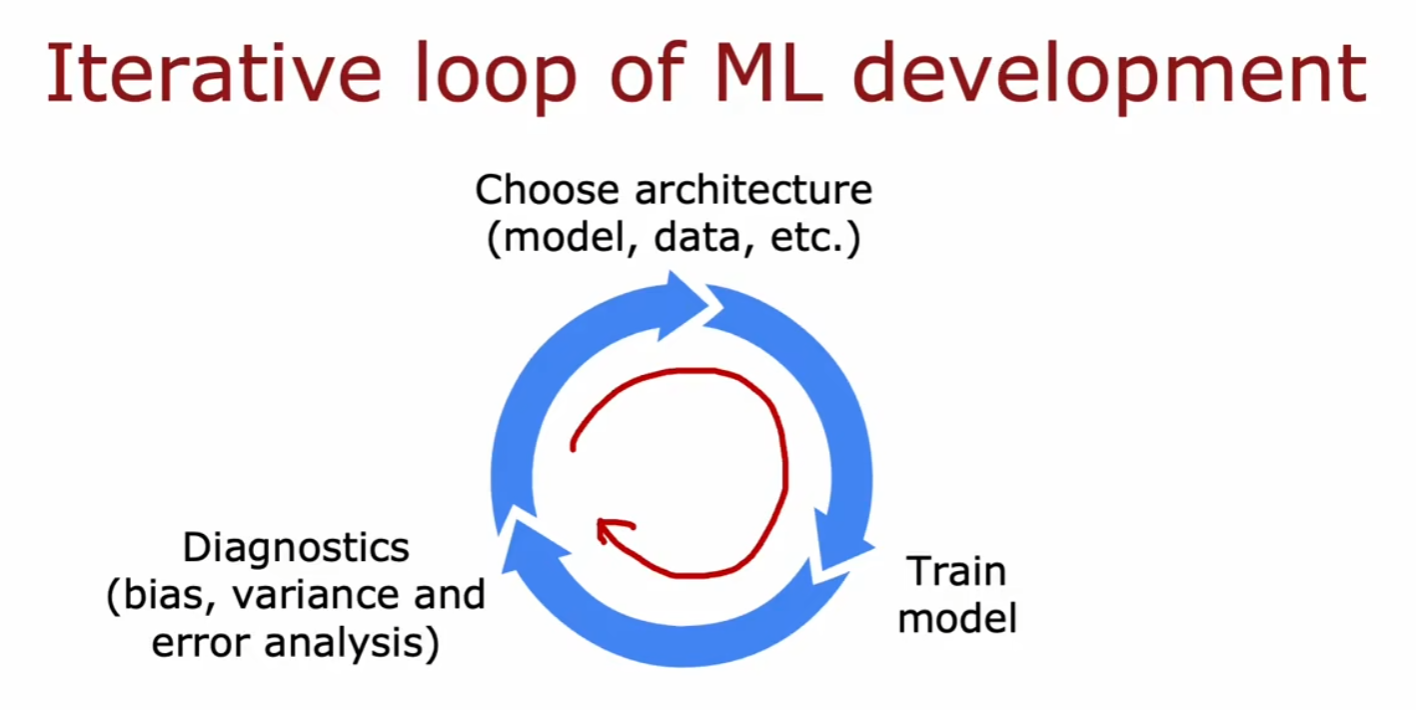 Iterative loop of ML development
Choose architecture
(model, data, etc.)
Train
model
Diagnostics
(bias, variance and
error analysis)